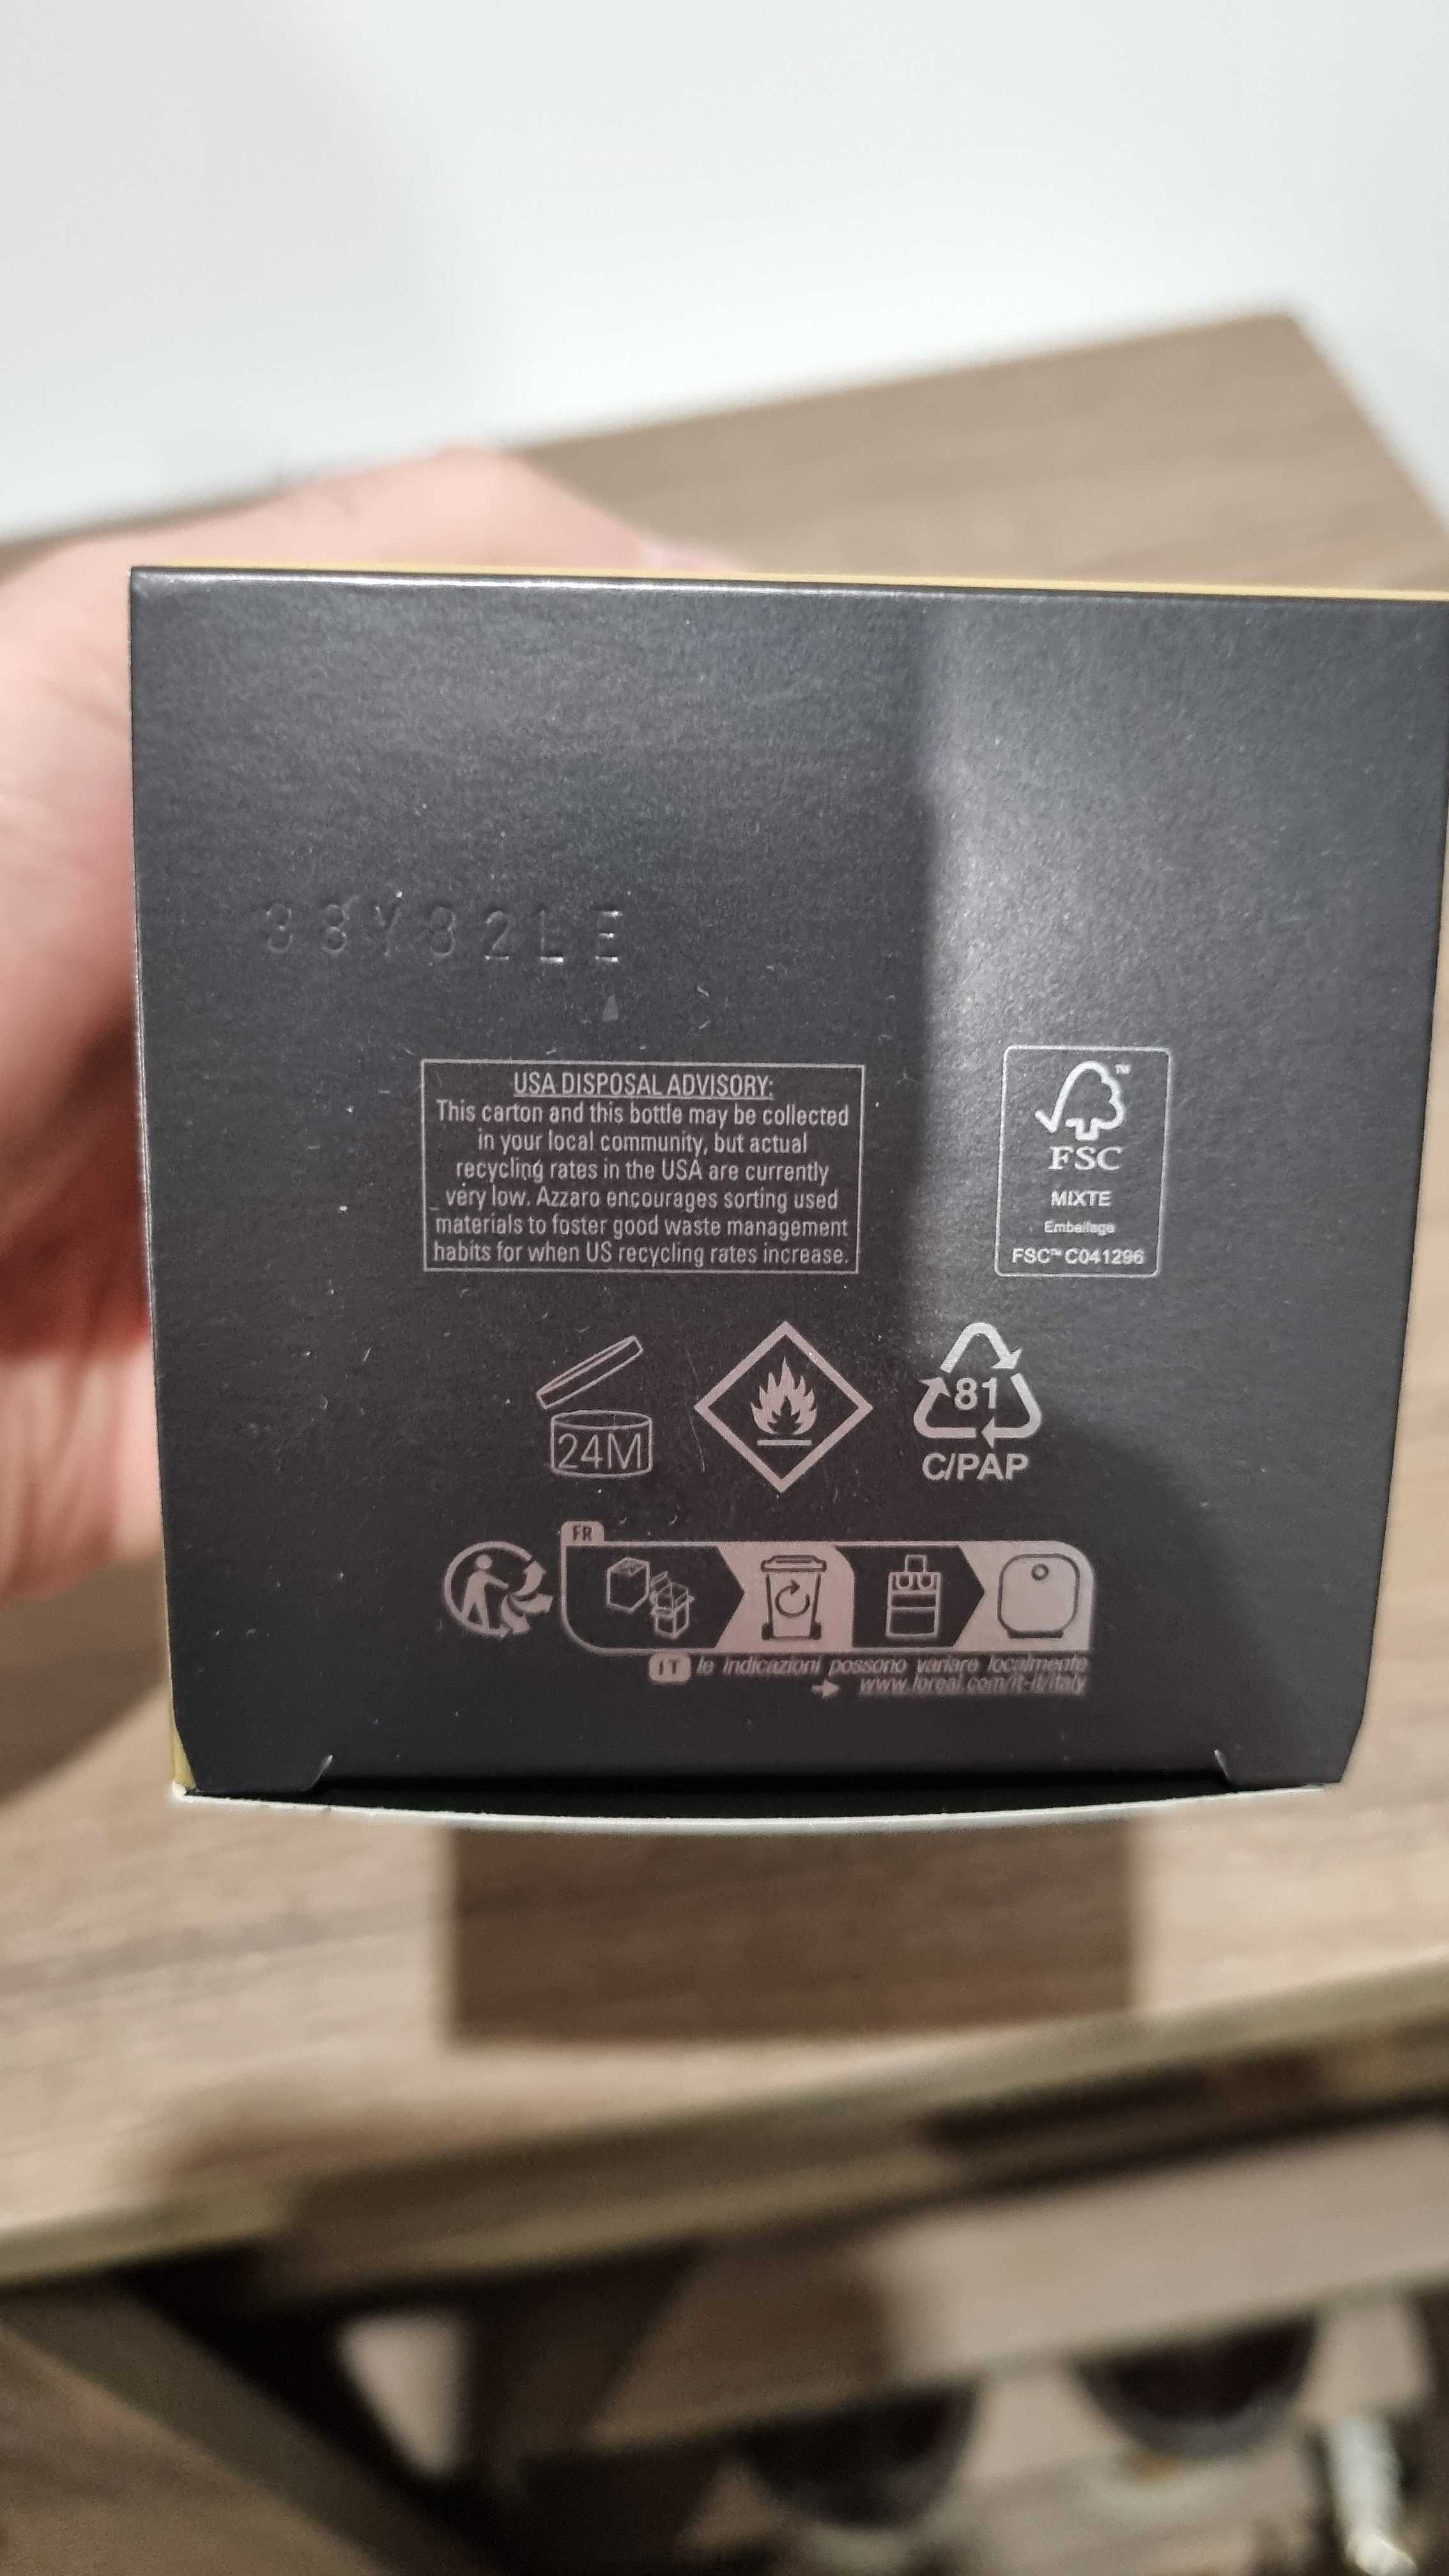 38Y82LE
USA DISPOSAL ADVISORY:
This carton and this bottle may be collected
in your local community, but actual
recycling rates in the USA are currently
very low. Azzaro encourages sorting used
materials to foster good waste management
habits for when US recycling rates increase.
TM
FSC
MIXTE
Emballage
FSC™ C041296
24M
81
C/PAP
FR
IT le indicazioni possono variare localmente
www.loreal.com/it-it/italy